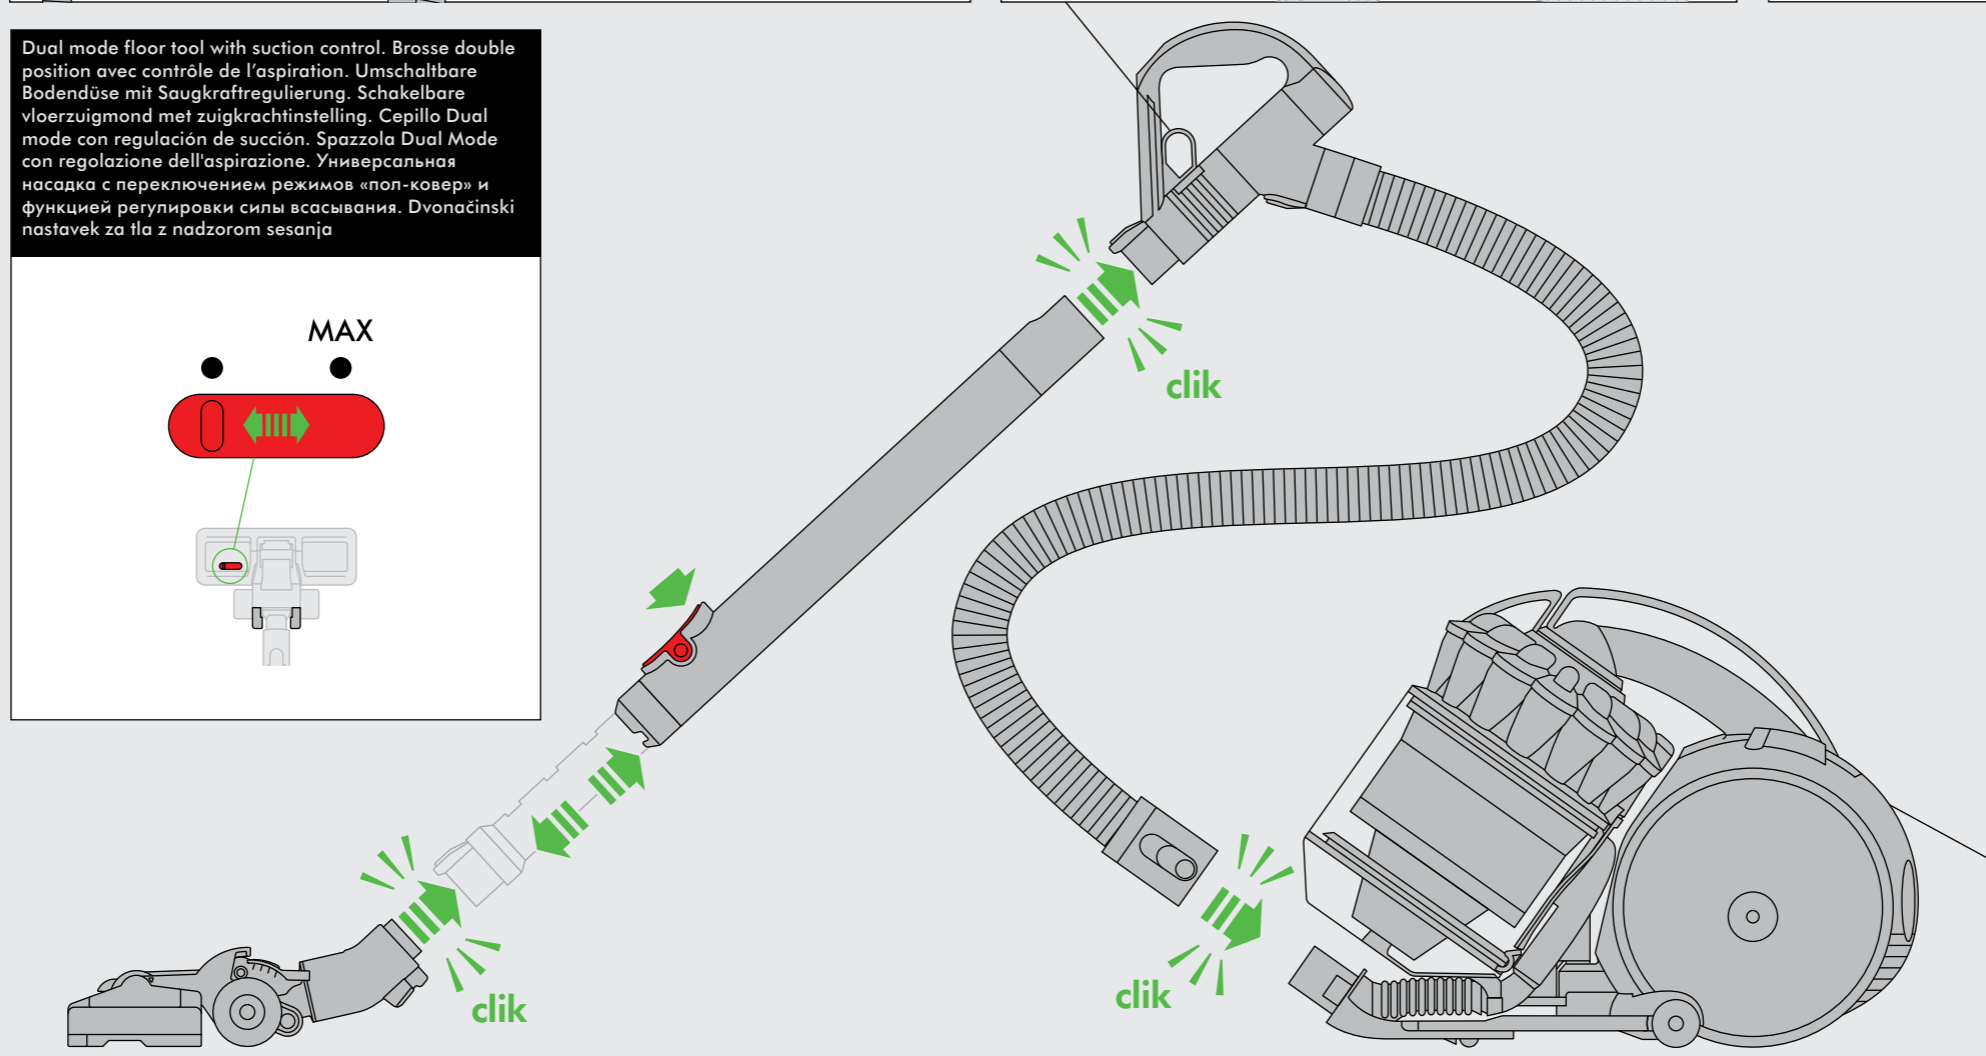 Dual mode floor tool with suction control. Brosse double
position avec contrôle de l’aspiration. Umschaltbare
Bodendüse mit Saugkraftregulierung. Schakelbare
vloerzuigmond met zuigkrachtinstelling. Cepillo Dual
mode con regulación de succión. Spazzola Dual Mode
con regolazione dell'aspirazione. Универсальная
насадка с переключением режимов «пол-ковер» и
функцией регулировки силы всасывания. Dvonačinski
nastavek za tla z nadzorom sesanja
MAX
clik
clik
clik